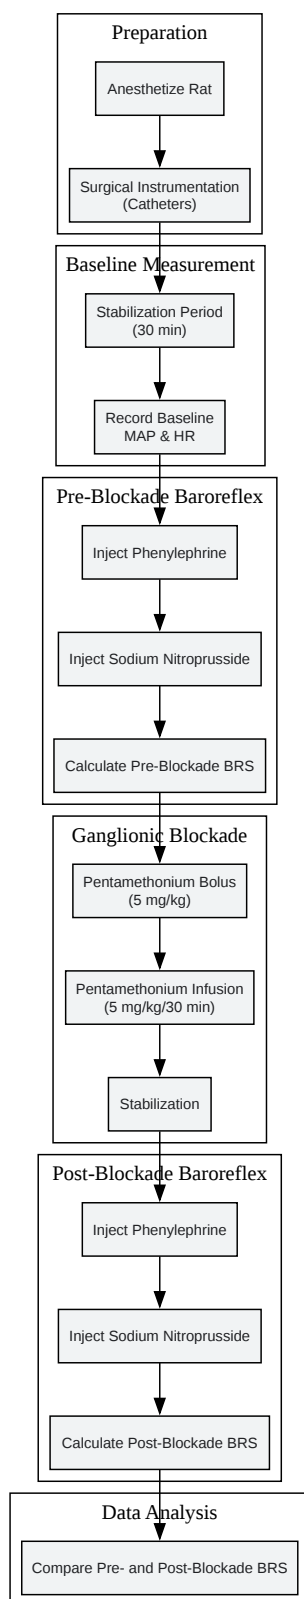 Preparation
Anesthetize Rat
Surgical Instrumentation
(Catheters)
Baseline Measurement
Stabilization Period
(30 min)
Record Baseline
MAP & HR
Pre-Blockade Baroreflex
Inject Phenylephrine
Inject Sodium Nitroprusside
Calculate Pre-Blockade BRS
Ganglionic Blockade
Pentamethonium Bolus
(5 mg/kg)
Pentamethonium Infusion
(5 mg/kg/30 min)
Stabilization
Post-Blockade Baroreflex
Inject Phenylephrine
Inject Sodium Nitroprusside
Calculate Post-Blockade BRS
Data Analysis
Compare Pre- and Post-Blockade BRS